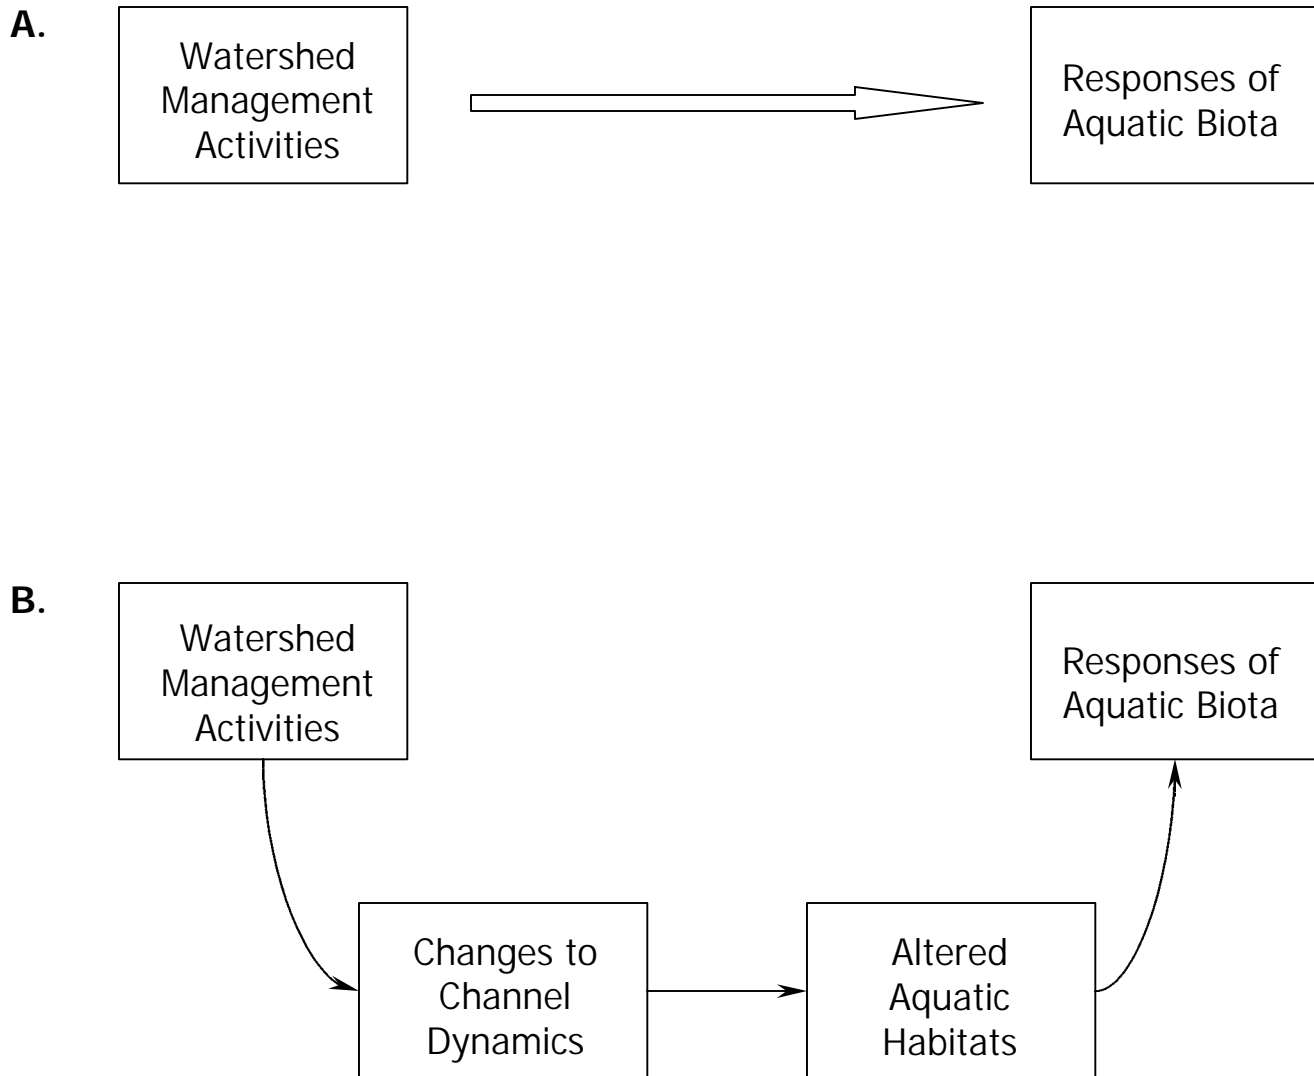 A.
Watershed
Management
Activities
Responses of
Aquatic Biota
B.
Watershed
Management
Activities
Responses of
Aquatic Biota
Changes to
Channel
Dynamics
Altered
Aquatic
Habitats